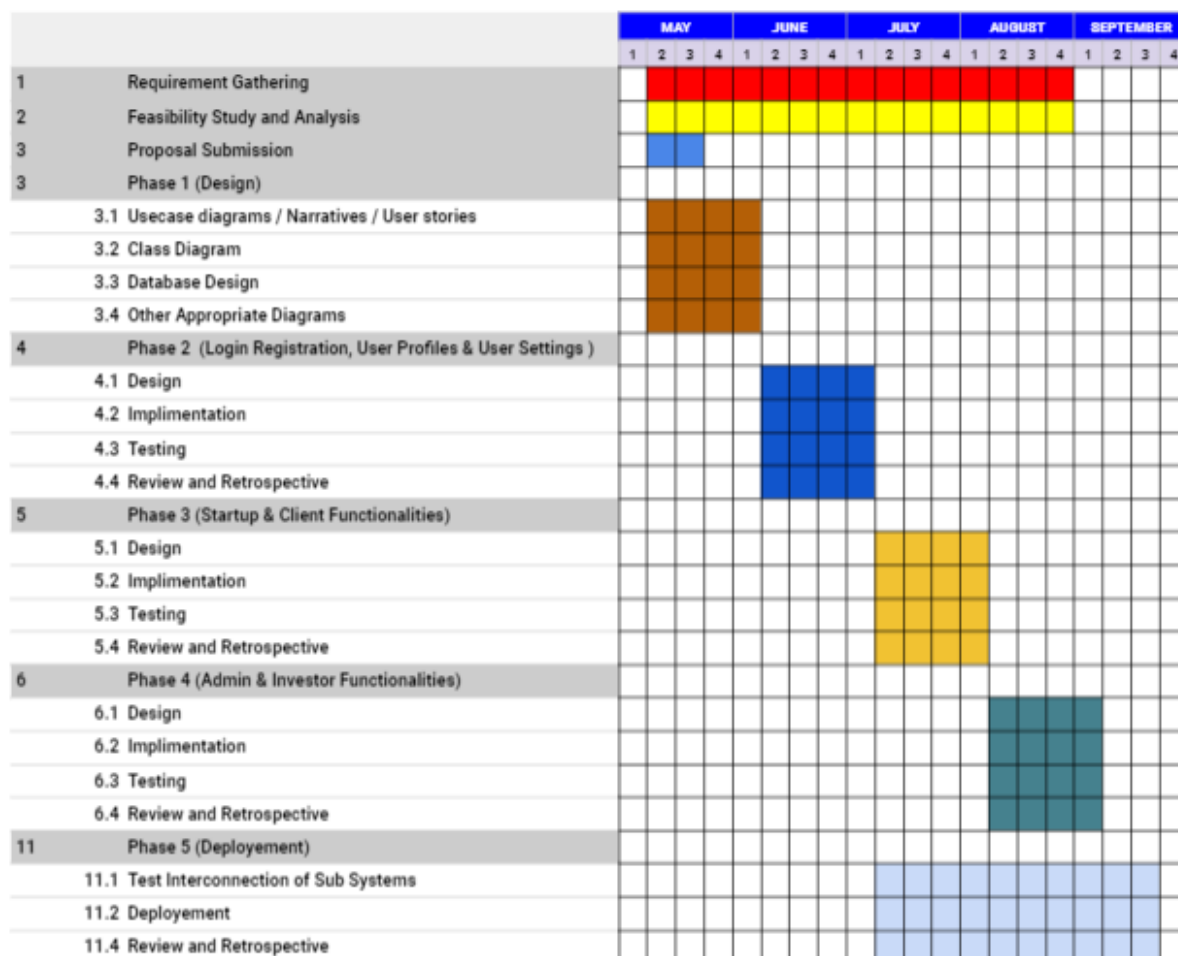 MAY JUNE JULY AUGUST SEPTEMBER
1 2 3 4 1 2 3 4 1 2 3 4 1 2 3 4 1 2 3 4
1 Requirement Gathering
2 Feasibility Study and Analysis
3 Proposal Submission
3 Phase 1 (Design)
3.1 Usecase diagrams / Narratives / User stories
3.2 Class Diagram
3.3 Database Design
3.4 Other Appropriate Diagrams
4 Phase 2 (Login Registration, User Profiles & User Settings )
4.1 Design
4.2 Implimentation
4.3 Testing
4.4 Review and Retrospective
5 Phase 3 (Startup & Client Functionalities)
5.1 Design
5.2 Implimentation
5.3 Testing
5.4 Review and Retrospective
6 Phase 4 (Admin & Investor Functionalities)
6.1 Design
6.2 Implimentation
6.3 Testing
6.4 Review and Retrospective
11 Phase 5 (Deployement)
11.1 Test Interconnection of Sub Systems
11.2 Deployement
11.4 Review and Retrospective